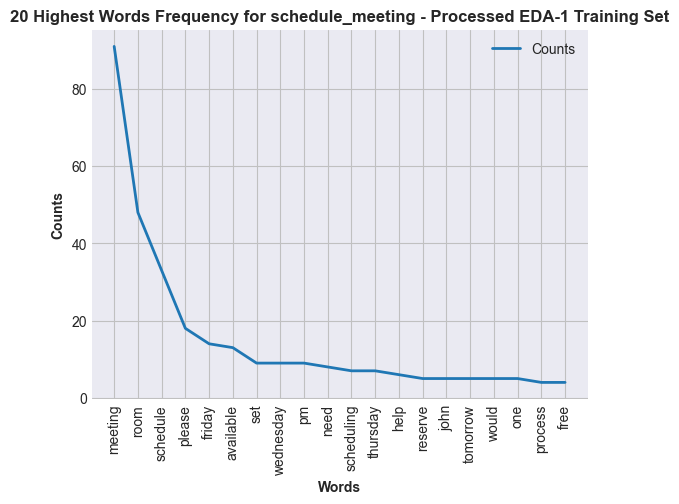 20 Highest Words Frequency for schedule_meeting - Processed EDA-1 Training Set
Counts
80
60
40
20
0
Counts
meeting
room
schedule
please
friday
available
set
wednesday
pm
need
scheduling
thursday
help
reserve
john
tomorrow
would
one
process
free
Words